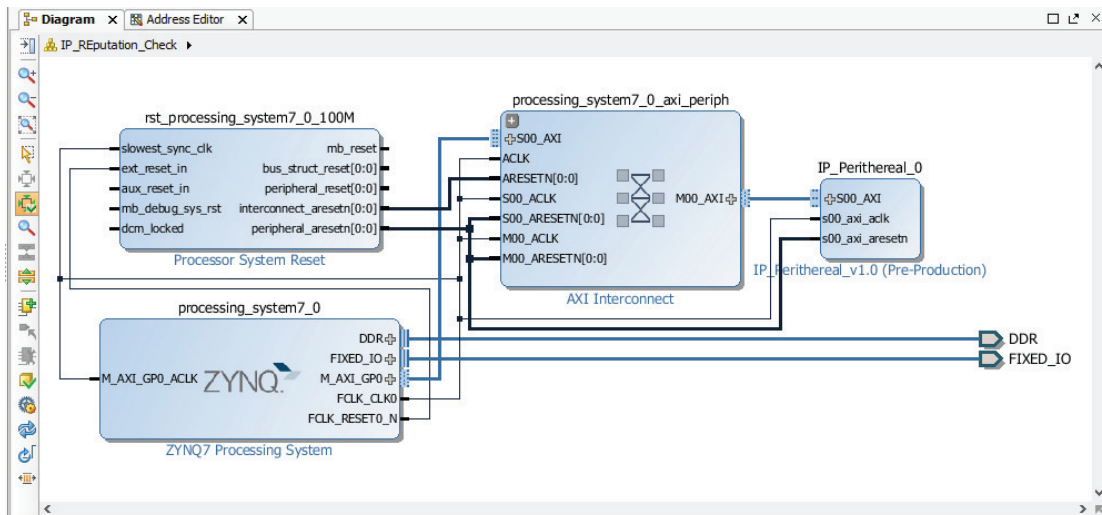 Diagram
Address Editor
IP_REputation_Check
rst_processing_system7_0_100M
slowest_sync_clk
ext_reset_in
aux_reset_in
mb_debug_sys_rst
dcm_locked
mb_reset
bus_struct_reset[0:0]
peripheral_reset[0:0]
interconnect_aresetn[0:0]
peripheral_aresetn[0:0]
Processor System Reset
processing_system7_0_axi_periph
S00_AXI
ACLK
ARESETN[0:0]
S00_ACLK
S00_ARESETN[0:0]
M00_ACLK
M00_ARESETN[0:0]
M00_AXI
AXI Interconnect
IP_Perithereal_0
S00_AXI
s00_axi_aclk
s00_axi_aresetn
IP_Perithereal_v1.0 (Pre-Production)
processing_system7_0
M_AXI_GP0_ACLK
ZYNQ
DDR
FIXED_IO
M_AXI_GP0
FCLK_CLK0
FCLK_RESET0_N
ZYNQ7 Processing System
DDR
FIXED_IO